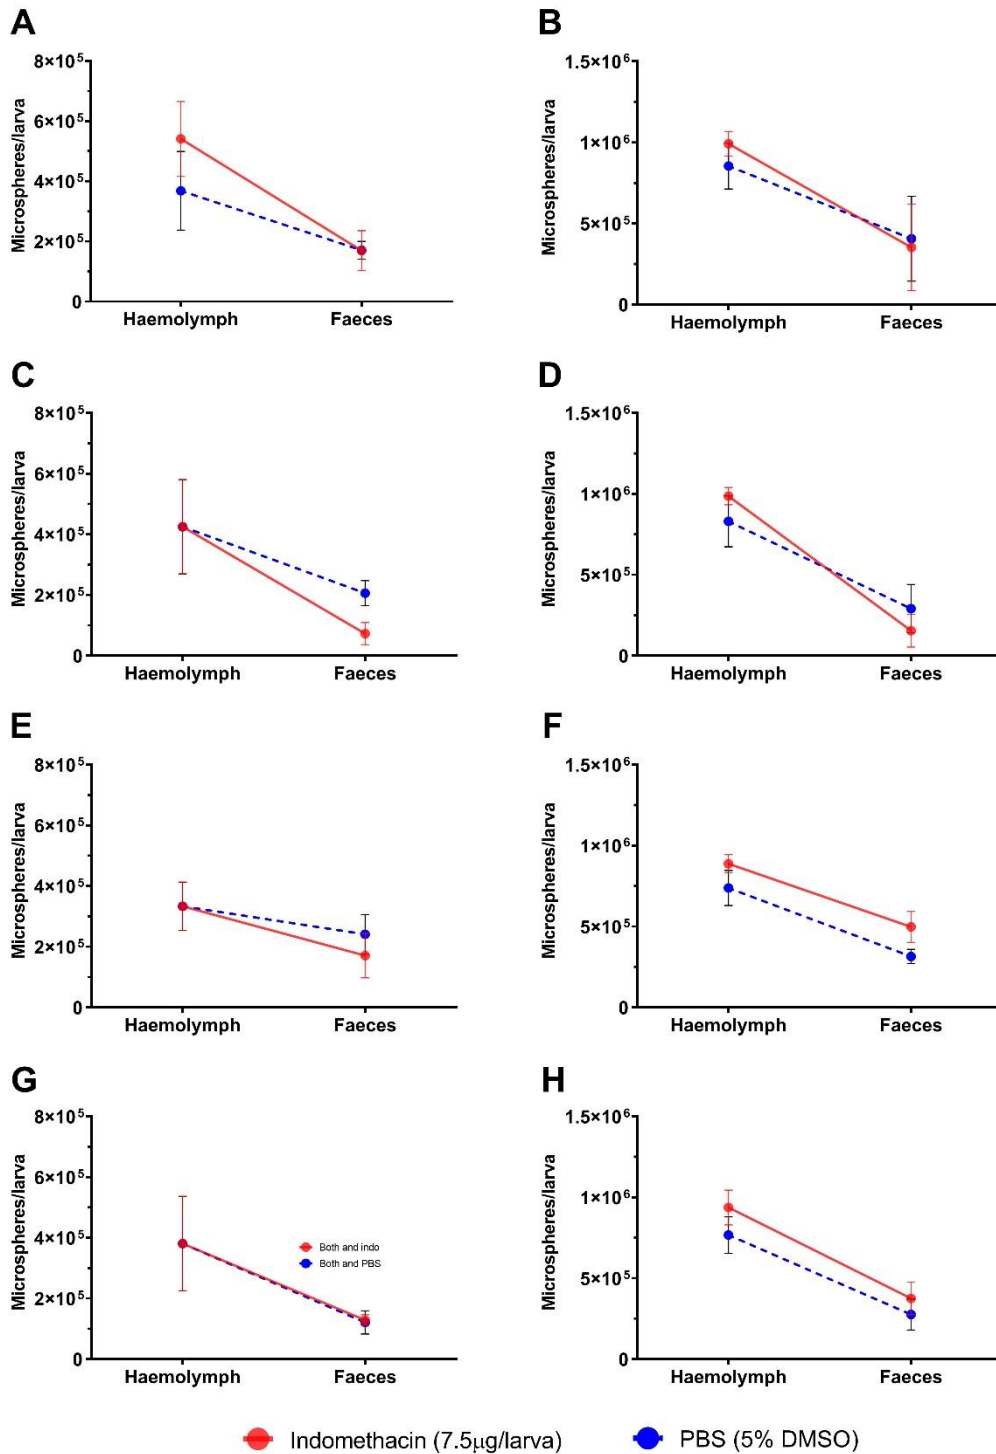 A
Microspheres/larva
8×10⁵
6×10⁵
4×10⁵
2×10⁵
0
Haemolymph Faeces
B
Microspheres/larva
1.5×10⁶
1×10⁶
5×10⁵
0
Haemolymph Faeces
C
Microspheres/larva
8×10⁵
6×10⁵
4×10⁵
2×10⁵
0
Haemolymph Faeces
D
Microspheres/larva
1.5×10⁶
1×10⁶
5×10⁵
0
Haemolymph Faeces
E
Microspheres/larva
8×10⁵
6×10⁵
4×10⁵
2×10⁵
0
Haemolymph Faeces
F
Microspheres/larva
1.5×10⁶
1×10⁶
5×10⁵
0
Haemolymph Faeces
G
Microspheres/larva
8×10⁵
6×10⁵
4×10⁵
2×10⁵
0
Both and indo
Both and PBS
Haemolymph Faeces
H
Microspheres/larva
1.5×10⁶
1×10⁶
5×10⁵
0
Haemolymph Faeces
Indomethacin (7.5µg/larva) PBS (5% DMSO)